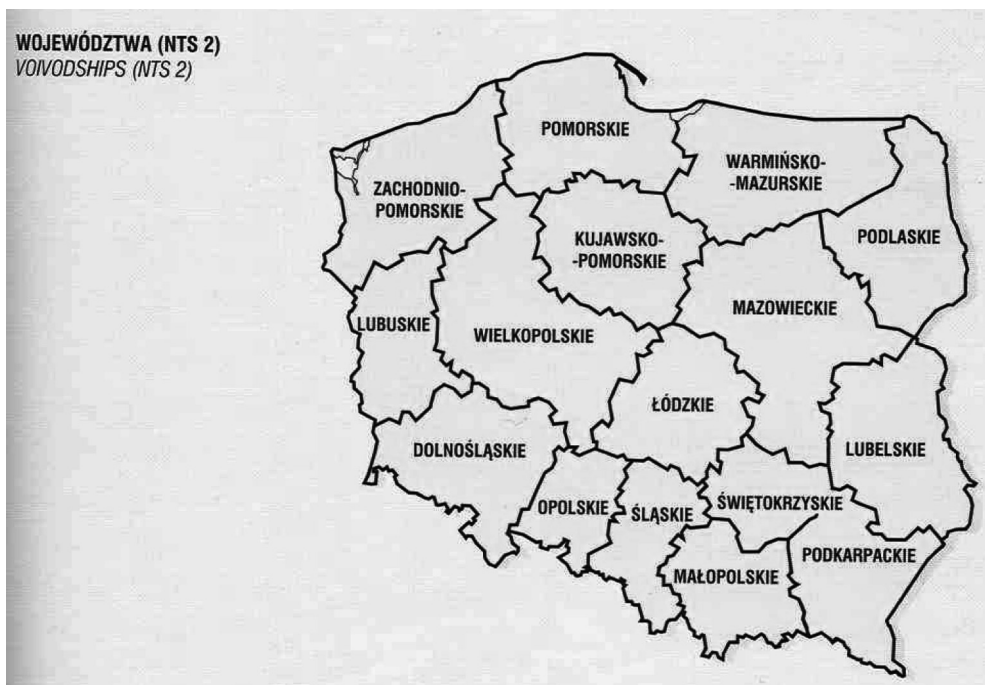 WOJEWÓDZTWA (NTS 2)
VOIVODSHIPS (NTS 2)
POMORSKIE
WARMIŃSKO-
-MAZURSKIE
ZACHODNIO-
POMORSKIE
KUJAWSKO-
-POMORSKIE
PODLASKIE
MAZOWIECKIE
LUBUSKIE
WIELKOPOLSKIE
ŁÓDZKIE
DOLNOŚLĄSKIE
LUBELSKIE
OPOLSKIE
ŚLĄSKIE
ŚWIĘTOKRZYSKIE
MAŁOPOLSKIE
PODKARPACKIE